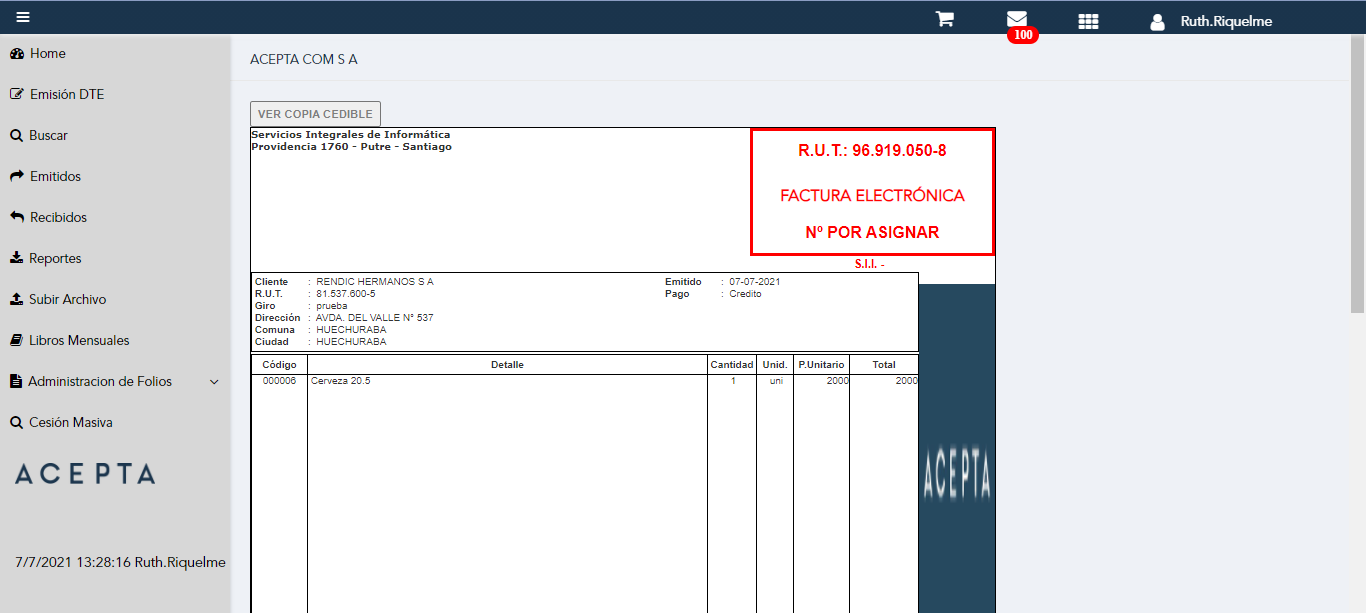 Ruth.Riquelme
100
Home
Emisión DTE
Buscar
Emitidos
Recibidos
Reportes
Subir Archivo
Libros Mensuales
Administracion de Folios
Cesión Masiva
ACEPTA
7/7/2021 13:28:16 Ruth.Riquelme
ACEPTA COM S A
VER COPIA CEDIBLE
Servicios Integrales de Informática
Providencia 1760 - Putre - Santiago
R.U.T.: 96.919.050-8
FACTURA ELECTRÓNICA
Nº POR ASIGNAR
S.I.I. -
Cliente : RENDIC HERMANOS S A Emitido : 07-07-2021
R.U.T. : 81.537.600-5 Pago : Credito
Giro : prueba
Dirección : AVDA. DEL VALLE N° 537
Comuna : HUECHURABA
Ciudad : HUECHURABA
Código Detalle Cantidad Unid. P.Unitario Total
000006 Cerveza 20.5 1 uni 2000 2000
ACEPTA